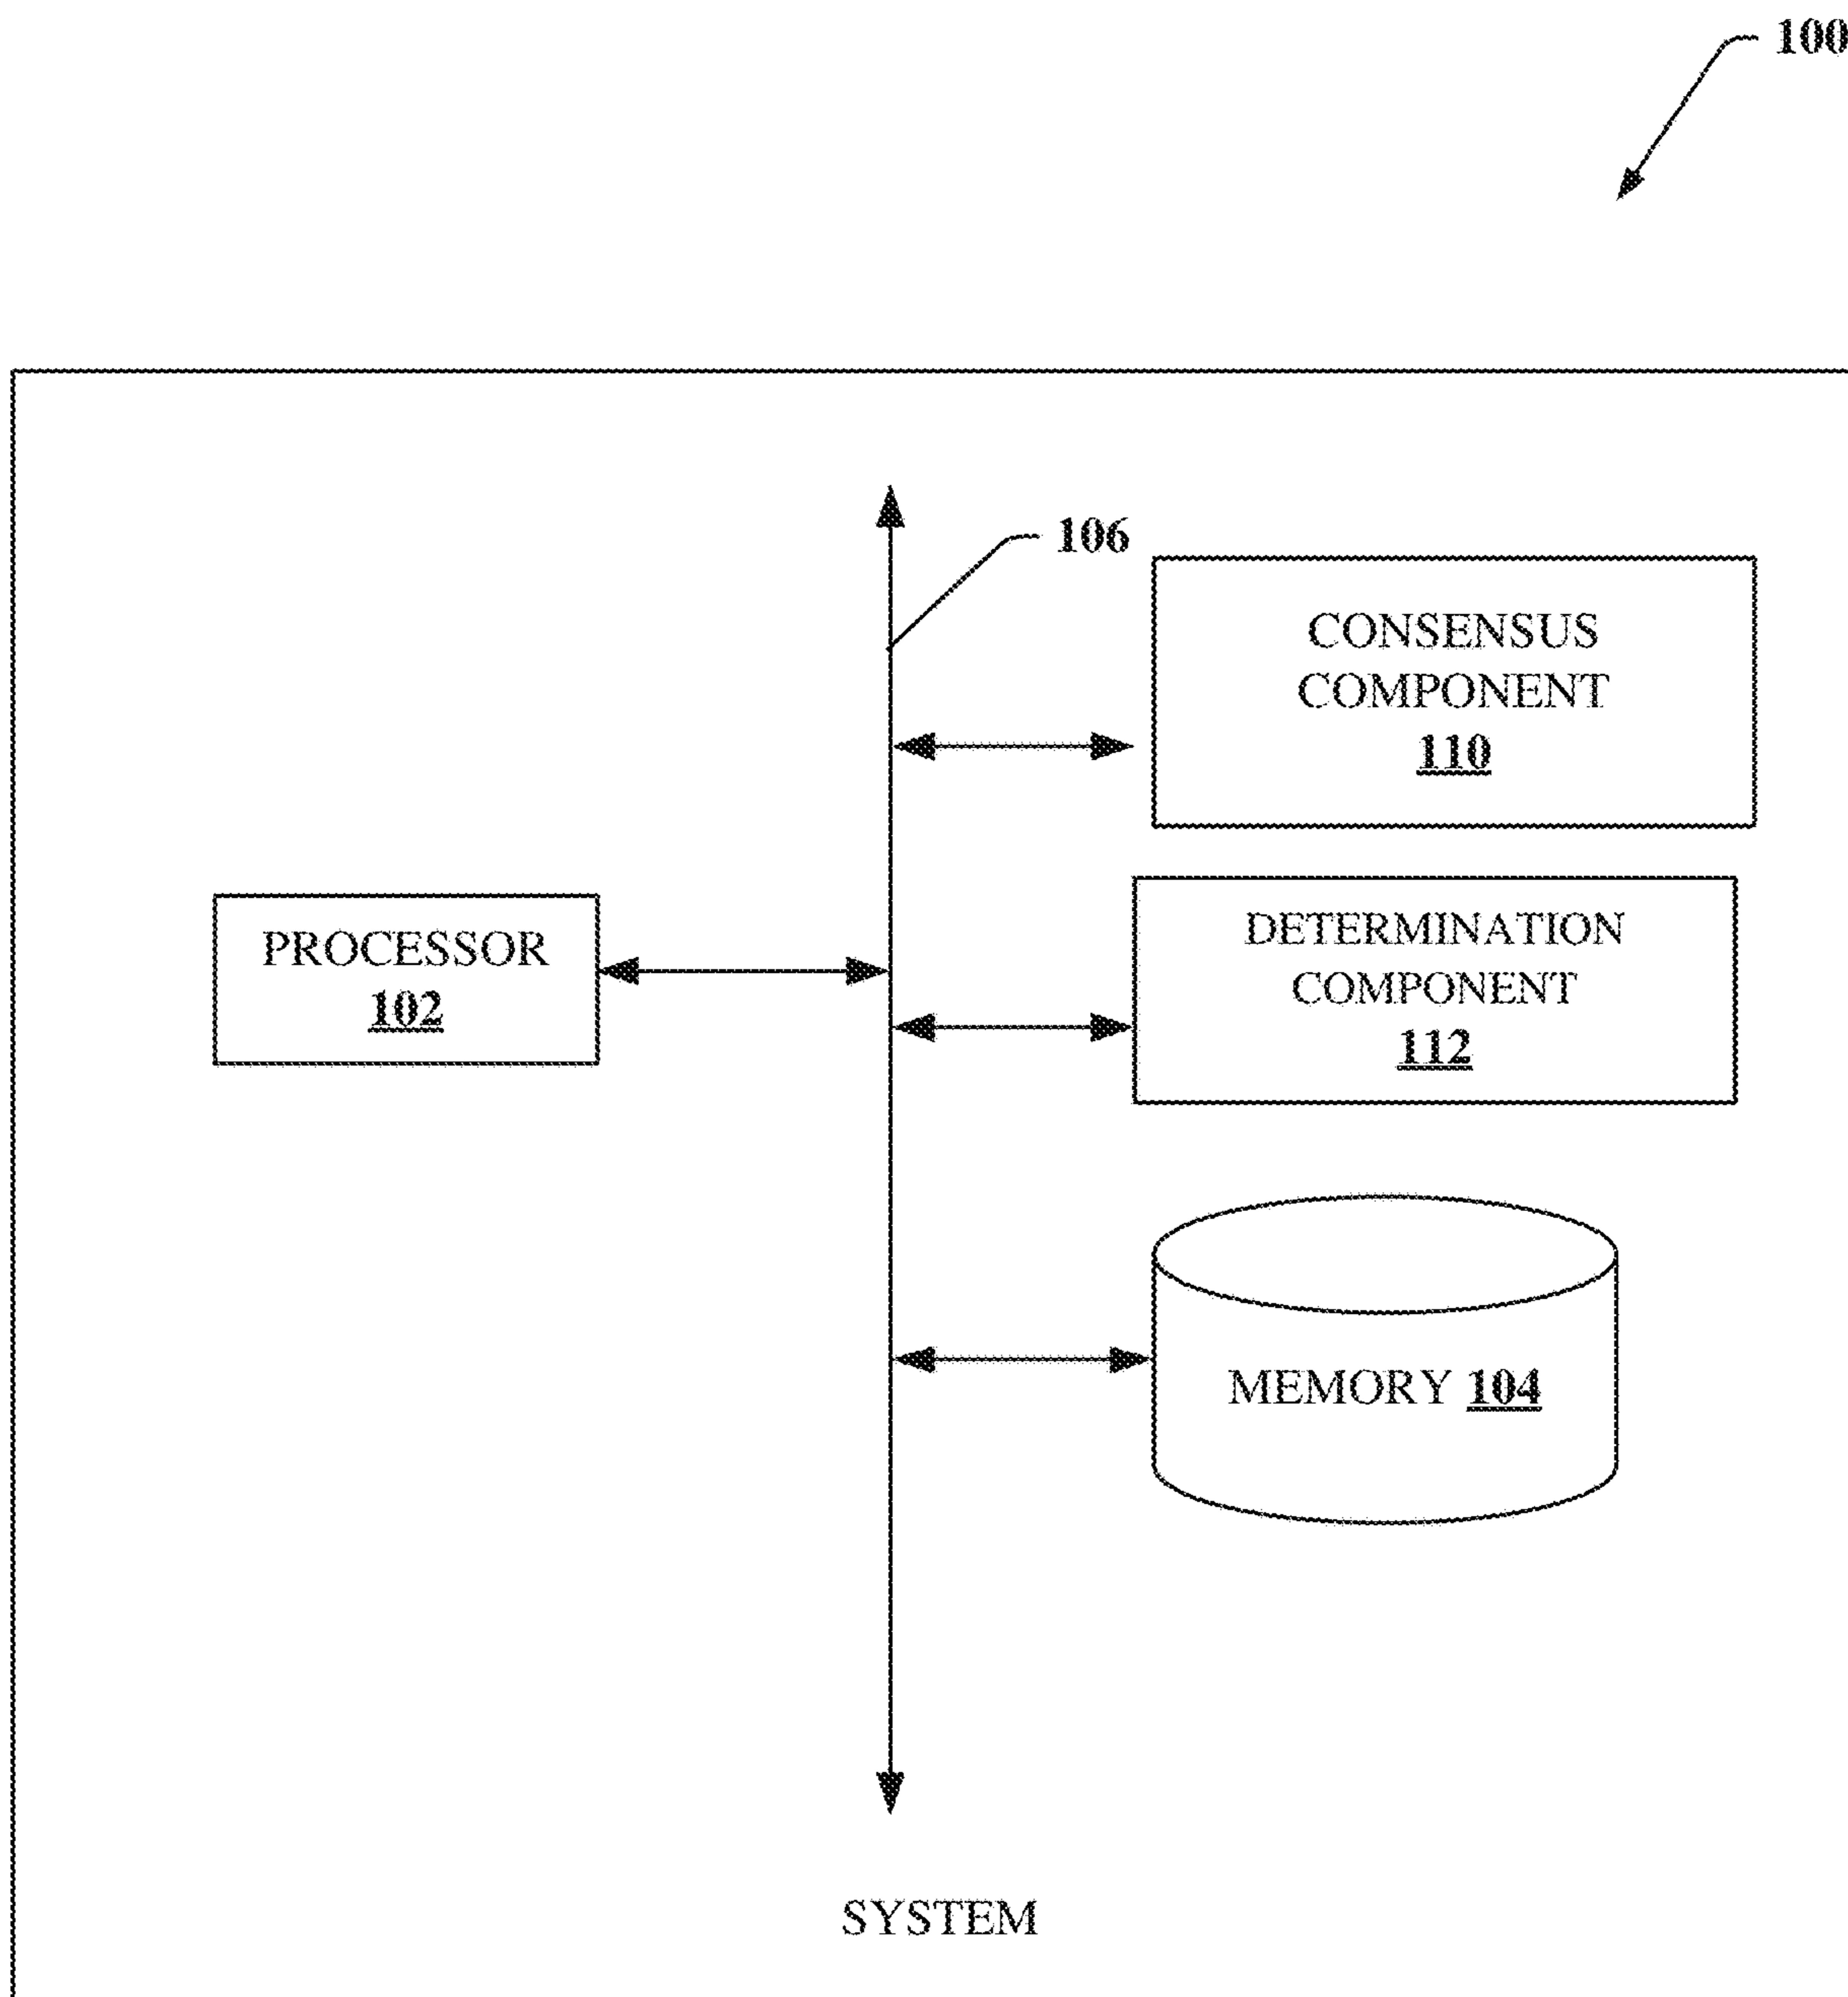 100
106
CONSENSUS
COMPONENT
110
PROCESSOR
102
DETERMINATION
COMPONENT
112
MEMORY 104
SYSTEM